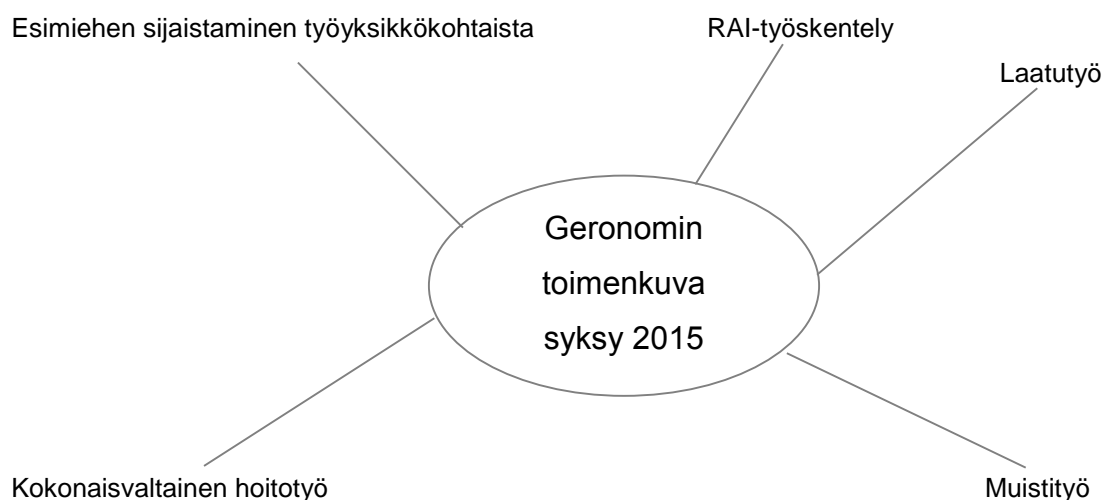 Esimiehen sijaistaminen työyksikkökohtaista
RAI-työskentely
Laatutyö
Geronomin
toimenkuva
syksy 2015
Kokonaisvaltainen hoitotyö
Muistityö